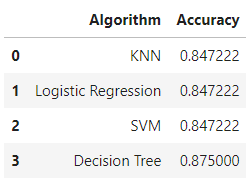 Algorithm Accuracy
0 KNN 0.847222
1 Logistic Regression 0.847222
2 SVM 0.847222
3 Decision Tree 0.875000